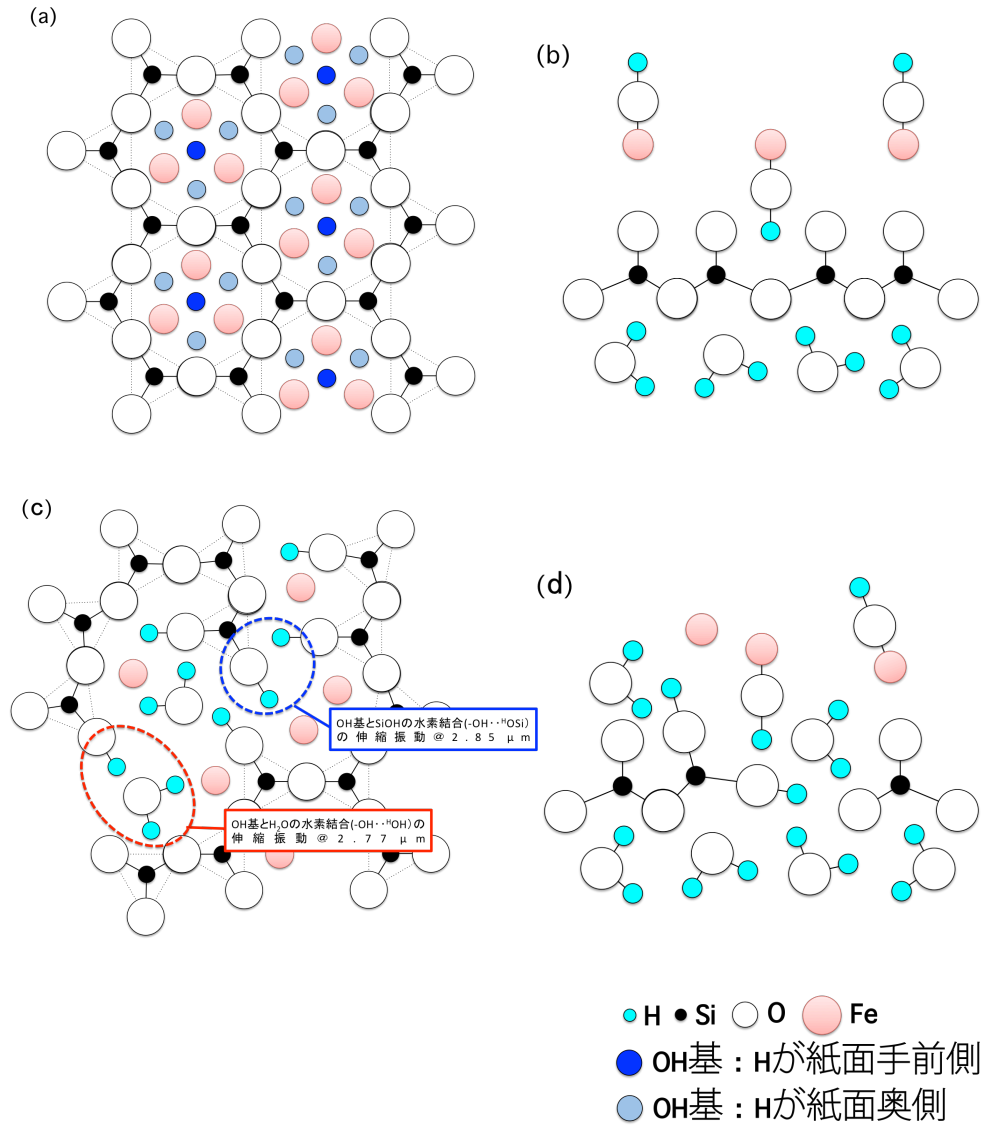 (a)
(b)
(c)
(d)
OH基とSiOHの水素結合(-OH・・ᴴOSi)
の伸縮振動@2.85 μm
OH基とH₂Oの水素結合(-OH・・ᴴOH)の
伸縮振動@2.77μm
H Si O Fe
OH基：Hが紙面手前側
OH基：Hが紙面奥側